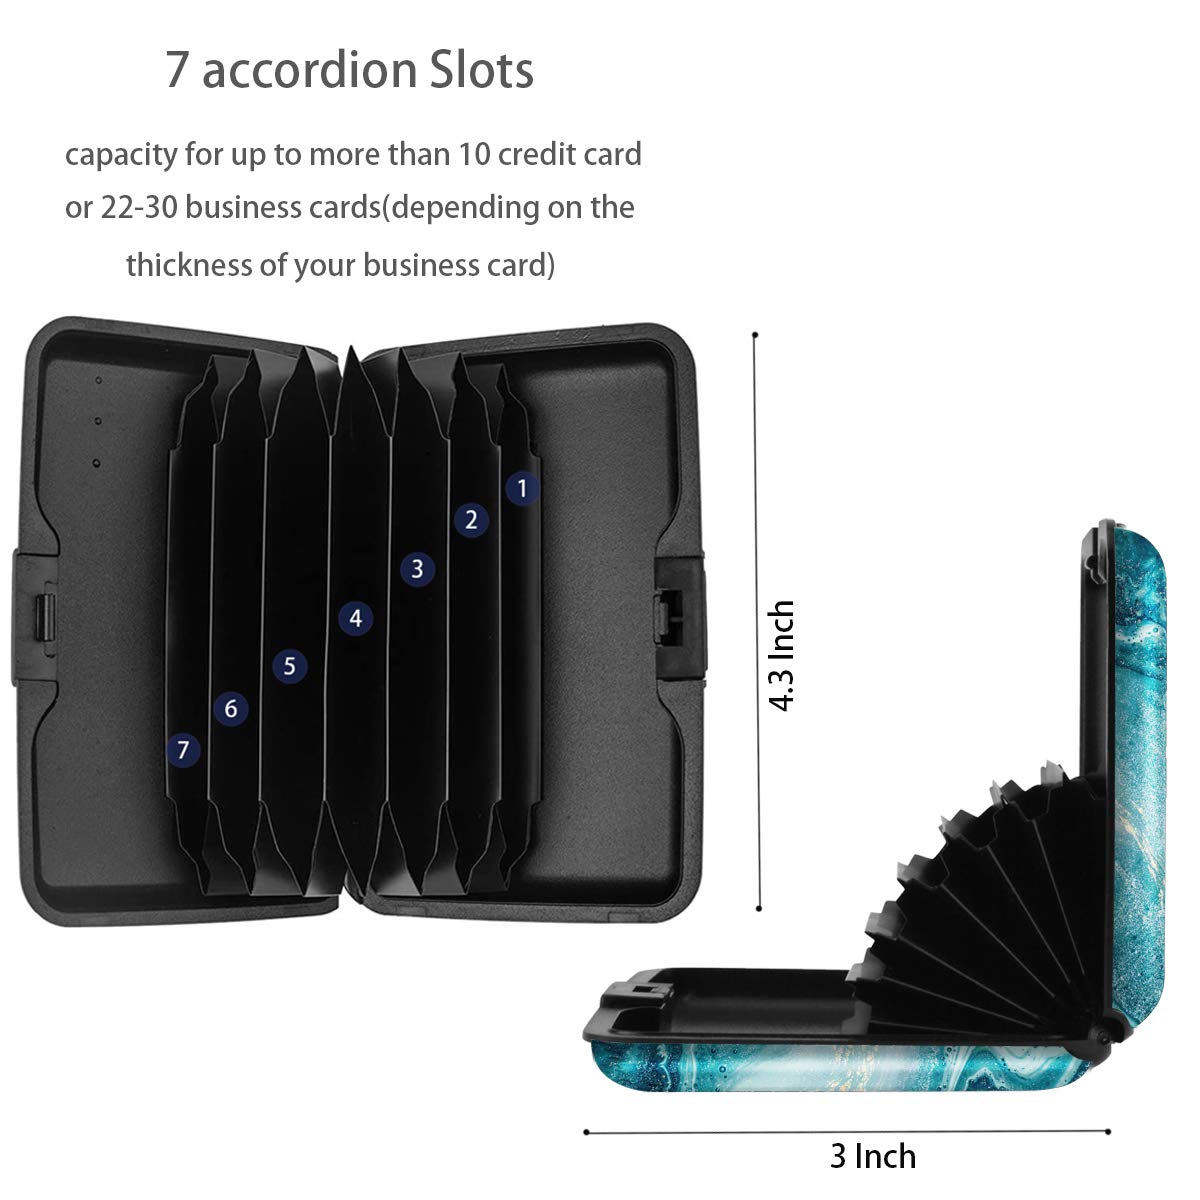 7 accordion Slots
capacity for up to more than 10 credit card
or 22-30 business cards(depending on the
thickness of your business card)
1
2
3
4
5
6
7
4.3 Inch
3 Inch